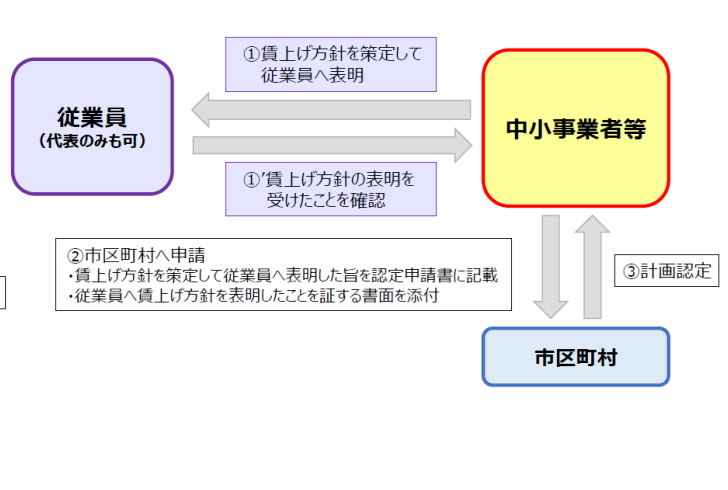 ①賃上げ方針を策定して
従業員へ表明
従業員
（代表のみも可）
中小事業者等
①’賃上げ方針の表明を
受けたことを確認
②市区町村へ申請
・賃上げ方針を策定して従業員へ表明した旨を認定申請書に記載
・従業員へ賃上げ方針を表明したことを証する書面を添付
③計画認定
市区町村